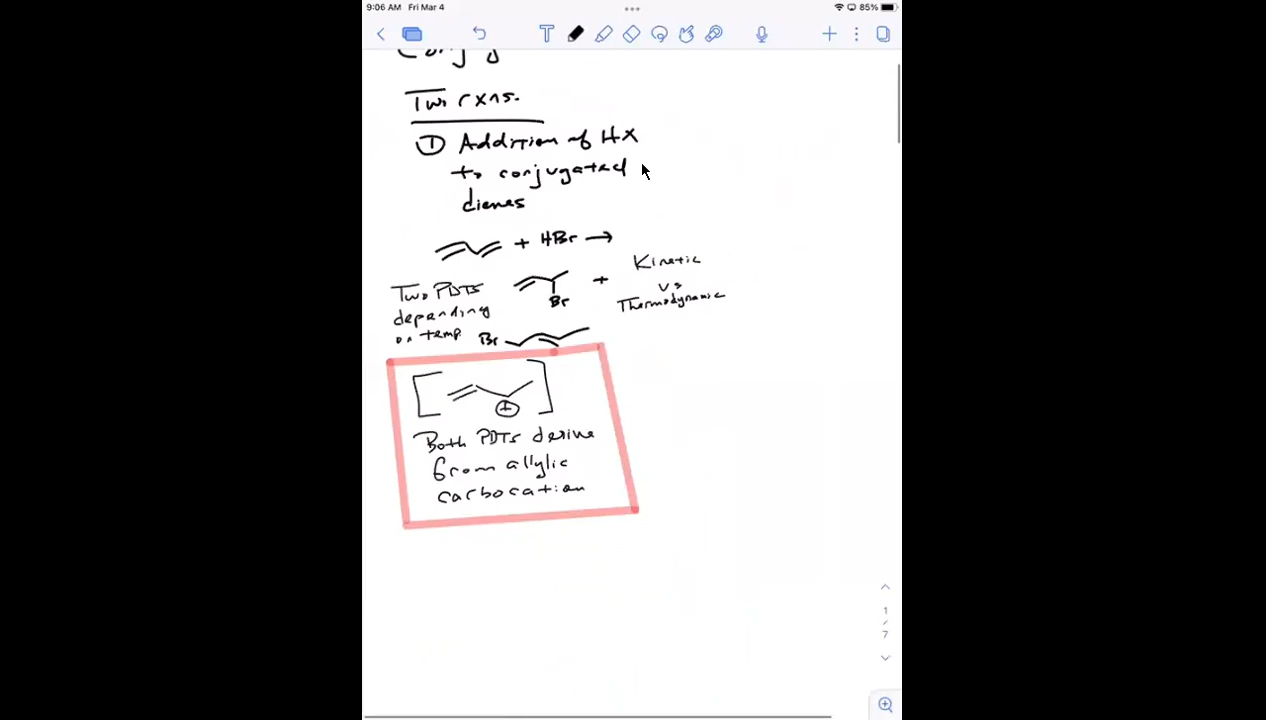 9:06 AM Fri Mar 4
85%
Conjug
Two rxns.
① Addition of HX
to conjugated
dienes
+ HBr →
Kinetic
vs
Thermodynamic
Two PDTs
depending
on temp.
Br
+
Br
+
Both PDTs derive
from allylic
carbocation
1
/
7